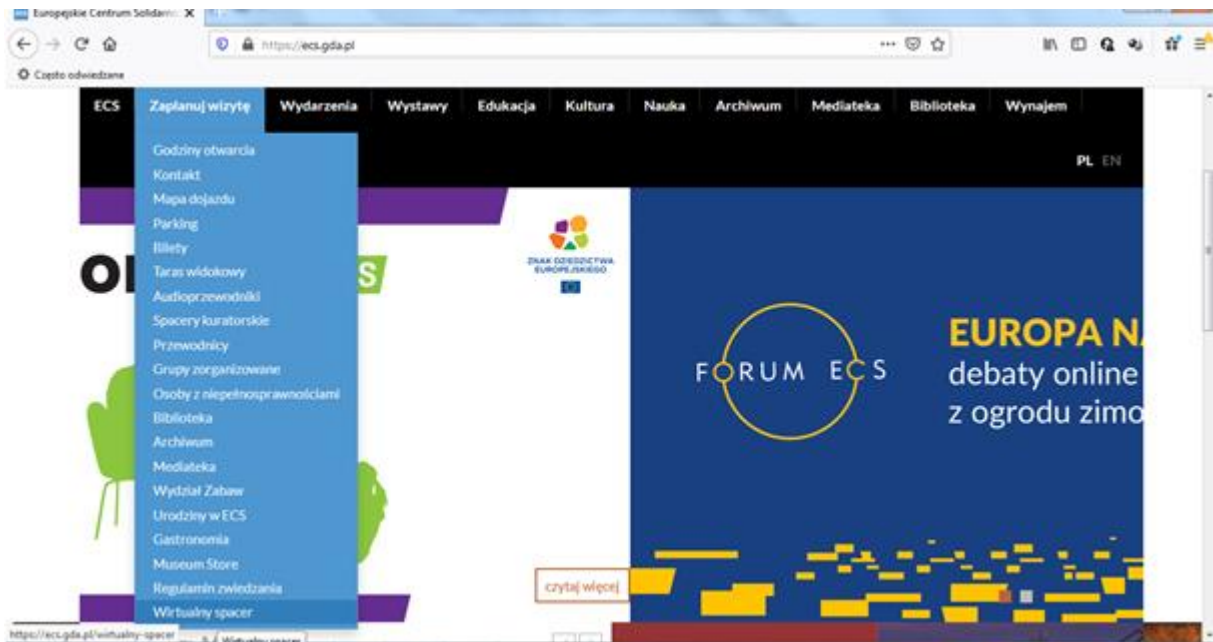 Europejskie Centrum Solidarno X
https://ecs.gda.pl
Często odwiedzane
ECS Zaplanuj wizytę Wydarzenia Wystawy Edukacja Kultura Nauka Archiwum Mediateka Biblioteka Wynajem
PL EN
Godziny otwarcia
Kontakt
Mapa dojazdu
Parking
Bilety
Taras widokowy
Audioprzewodniki
Spacery kuratorskie
Przewodnicy
Grupy zorganizowane
Osoby z niepełnosprawnościami
Biblioteka
Archiwum
Mediateka
Wydział Zabaw
Urodziny w ECS
Gastronomia
Museum Store
Regulamin zwiedzania
Wirtualny spacer
O
S
ZNAK DZIEDZICTWA
EUROPEJSKIEGO
czytaj więcej
FORUM ECS
EUROPA NA
debaty online
z ogrodu zimo
https://ecs.gda.pl/wirtualny-spacer
Wirtualny spacer